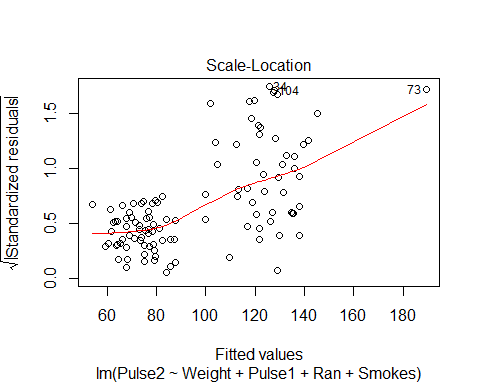 Scale-Location
√|Standardized residuals|
1.5
1.0
0.5
0.0
34
104
73
60 80 100 120 140 160 180
Fitted values
lm(Pulse2 ~ Weight + Pulse1 + Ran + Smokes)